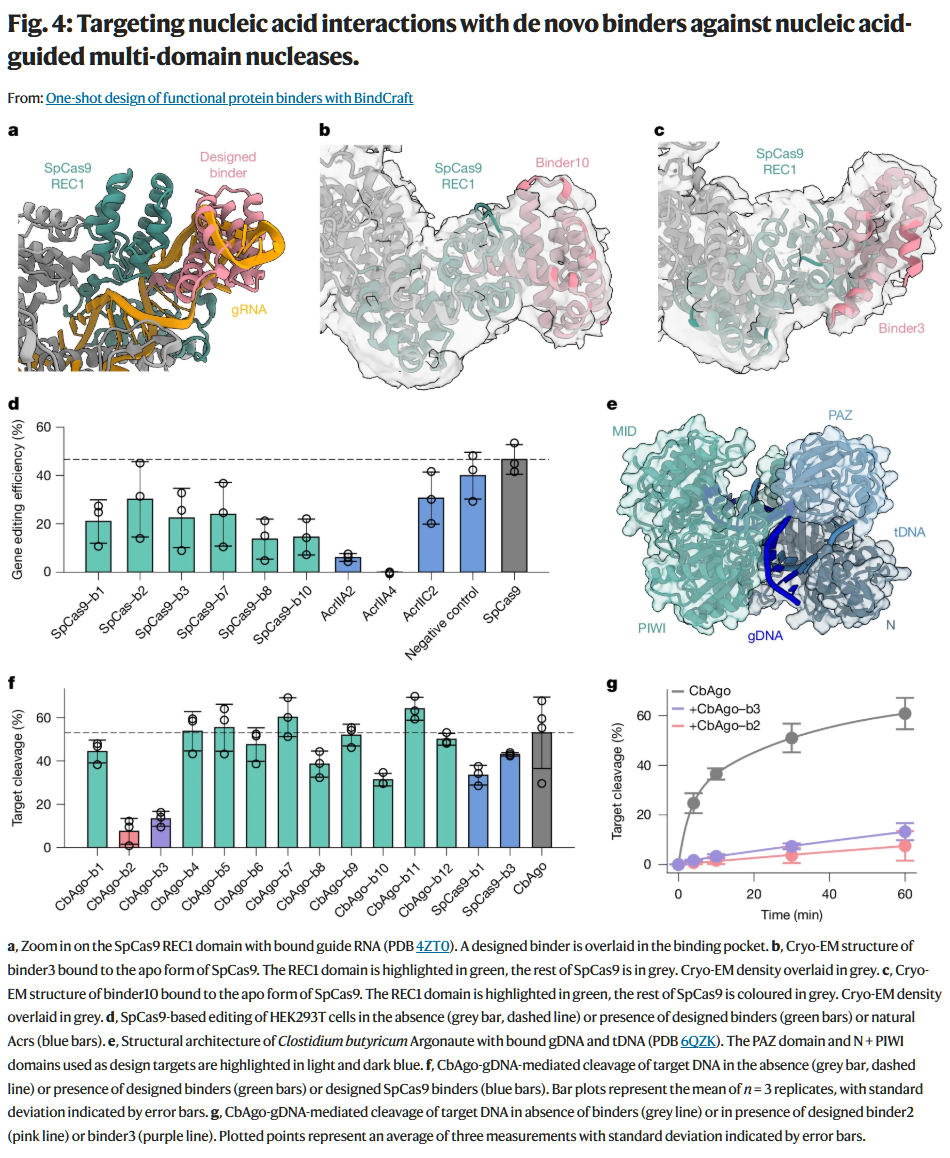 Fig. 4: Targeting nucleic acid interactions with de novo binders against nucleic acid-
guided multi-domain nucleases.
From: One-shot design of functional protein binders with BindCraft
a
SpCas9
REC1
Designed
binder
gRNA
b
SpCas9
REC1
Binder10
c
SpCas9
REC1
Binder3
d
Gene editing efficiency (%)
60
40
20
0
SpCas9–b1
SpCas–b2
SpCas9–b3
SpCas9–b7
SpCas9–b8
SpCas9–b10
AcrIIA2
AcrIIA4
AcrIIC2
Negative control
SpCas9
e
MID
PAZ
tDNA
PIWI
gDNA
N
f
Target cleavage (%)
60
40
20
0
CbAgo–b1
CbAgo–b2
CbAgo–b3
CbAgo–b4
CbAgo–b5
CbAgo–b6
CbAgo–b7
CbAgo–b8
CbAgo–b9
CbAgo–b10
CbAgo–b11
CbAgo–b12
SpCas9–b1
SpCas9–b3
CbAgo
g
CbAgo
+CbAgo–b3
+CbAgo–b2
Target cleavage (%)
60
40
20
0
0
20
40
60
Time (min)
a, Zoom in on the SpCas9 REC1 domain with bound guide RNA (PDB 4ZT0). A designed binder is overlaid in the binding pocket. b, Cryo-EM structure of
binder3 bound to the apo form of SpCas9. The REC1 domain is highlighted in green, the rest of SpCas9 is in grey. Cryo-EM density overlaid in grey. c, Cryo-
EM structure of binder10 bound to the apo form of SpCas9. The REC1 domain is highlighted in green, the rest of SpCas9 is coloured in grey. Cryo-EM density
overlaid in grey. d, SpCas9-based editing of HEK293T cells in the absence (grey bar, dashed line) or presence of designed binders (green bars) or natural
Acrs (blue bars). e, Structural architecture of Clostidium butyricum Argonaute with bound gDNA and tDNA (PDB 6QZK). The PAZ domain and N + PIWI
domains used as design targets are highlighted in light and dark blue. f, CbAgo-gDNA-mediated cleavage of target DNA in the absence (grey bar, dashed
line) or presence of designed binders (green bars) or designed SpCas9 binders (blue bars). Bar plots represent the mean of n = 3 replicates, with standard
deviation indicated by error bars. g, CbAgo-gDNA-mediated cleavage of target DNA in absence of binders (grey line) or in presence of designed binder2
(pink line) or binder3 (purple line). Plotted points represent an average of three measurements with standard deviation indicated by error bars.